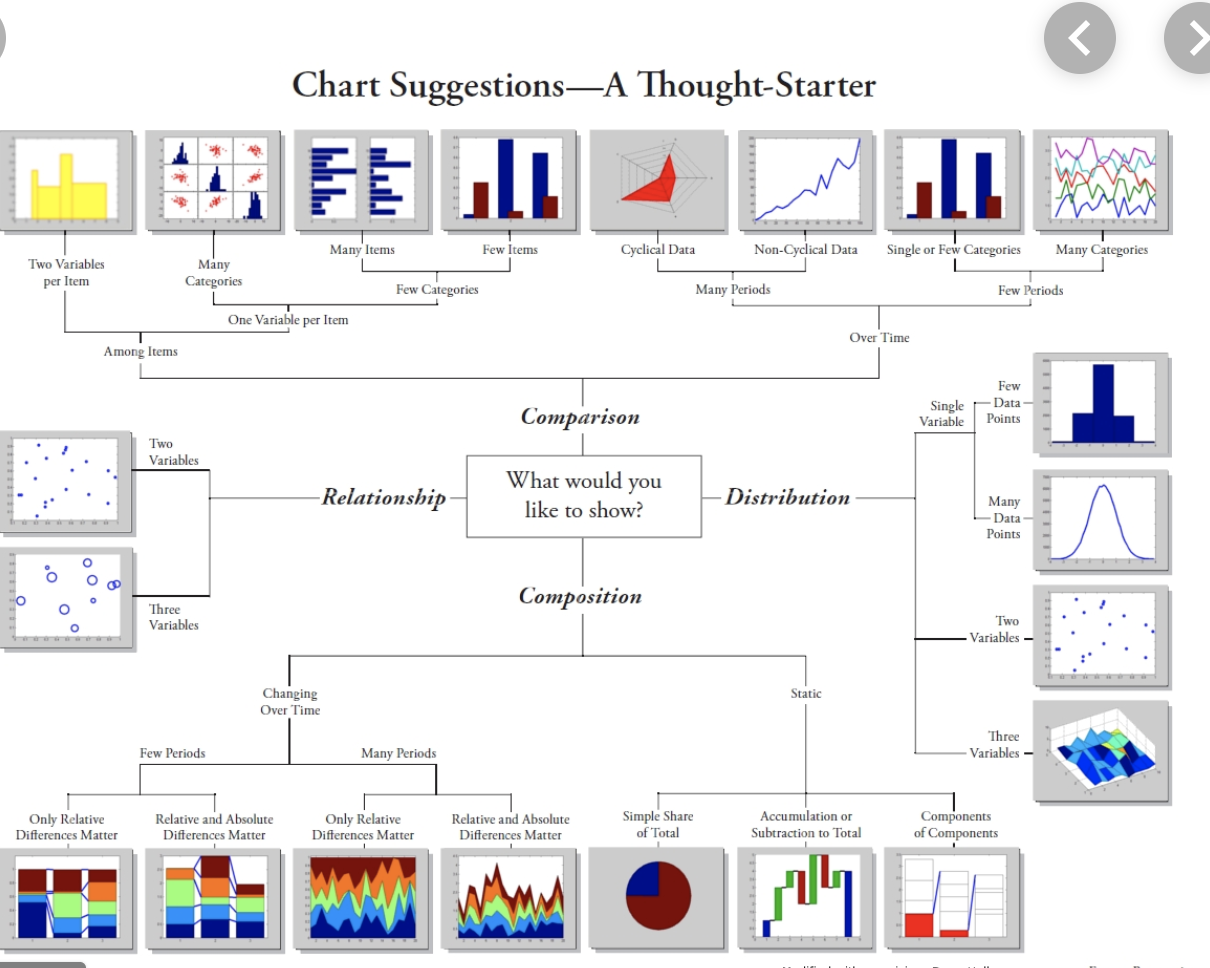 Chart Suggestions—A Thought-Starter
Two Variables
per Item
Many
Categories
Many Items
Few Items
Cyclical Data
Non-Cyclical Data
Single or Few Categories
Many Categories
Few Categories
Many Periods
Few Periods
One Variable per Item
Among Items
Over Time
Comparison
What would you
like to show?
Relationship
Two
Variables
Three
Variables
Distribution
Single
Variable
Few
Data
Points
Many
Data
Points
Two
Variables
Three
Variables
Composition
Changing
Over Time
Static
Few Periods
Many Periods
Only Relative
Differences Matter
Relative and Absolute
Differences Matter
Only Relative
Differences Matter
Relative and Absolute
Differences Matter
Simple Share
of Total
Accumulation or
Subtraction to Total
Components
of Components